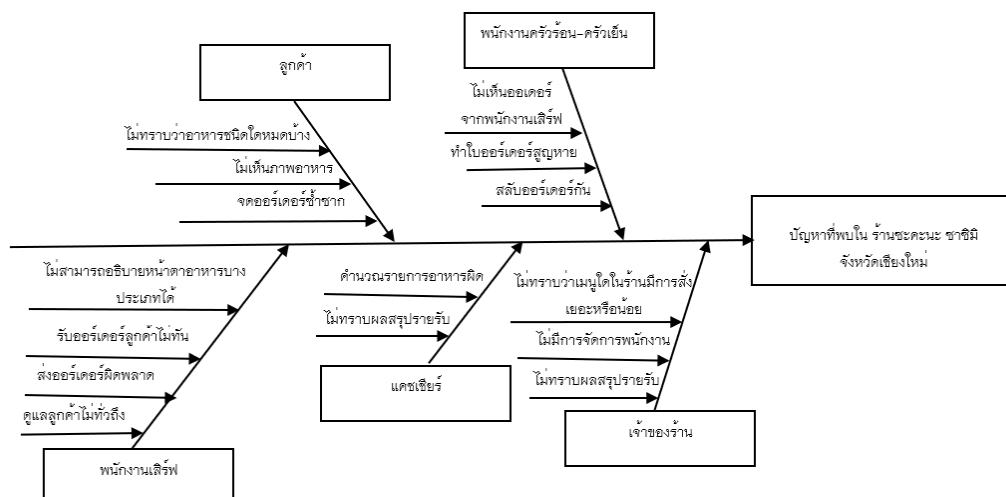 พนักงานครัวร้อน-ครัวเย็น
ลูกค้า
ไม่เห็นออเดอร์
จากพนักงานเสิร์ฟ
ไม่ทราบว่าอาหารชนิดใดหมดบ้าง
ทำใบออร์เดอร์สูญหาย
ไม่เห็นภาพอาหาร
สลับออร์เดอร์กัน
จดออร์เดอร์ซ้ำซาก
ปัญหาที่พบใน ร้านซะคะนะ ซาซิมิ
จังหวัดเชียงใหม่
ไม่สามารถอธิบายหน้าตาอาหารบาง
ประเภทได้
รับออร์เดอร์ลูกค้าไม่ทัน
ส่งออร์เดอร์ผิดพลาด
ดูแลลูกค้าไม่ทั่วถึง
พนักงานเสิร์ฟ
คำนวณรายการอาหารผิด
ไม่ทราบผลสรุปรายรับ
แคชเชียร์
ไม่ทราบว่าเมนูใดในร้านมีการสั่ง
เยอะหรือน้อย
ไม่มีการจัดการพนักงาน
ไม่ทราบผลสรุปรายรับ
เจ้าของร้าน